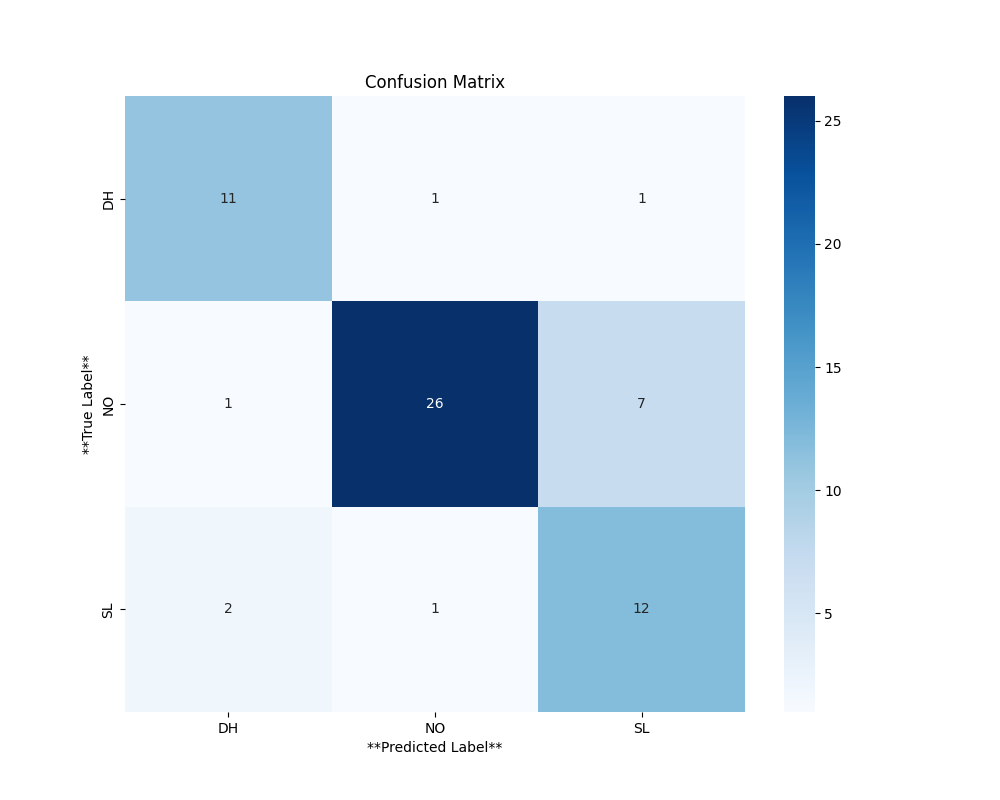 Confusion Matrix
DH
11
1
1
25
20
**True Label**
NO
1
26
7
15
10
SL
2
1
12
5
DH
NO
SL
**Predicted Label**